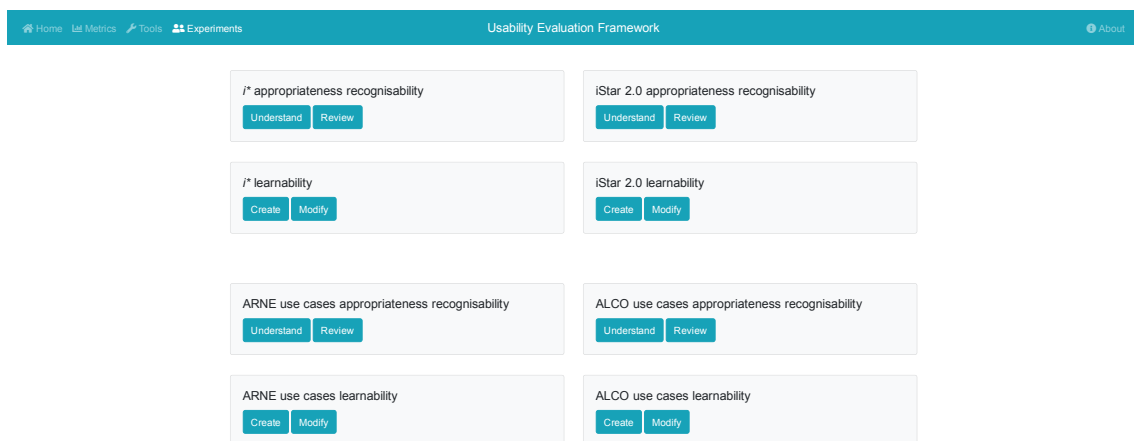 Home Metrics Tools Experiments Usability Evaluation Framework About
i* appropriateness recognisability
Understand Review
iStar 2.0 appropriateness recognisability
Understand Review
i* learnability
Create Modify
iStar 2.0 learnability
Create Modify
ARNE use cases appropriateness recognisability
Understand Review
ALCO use cases appropriateness recognisability
Understand Review
ARNE use cases learnability
Create Modify
ALCO use cases learnability
Create Modify